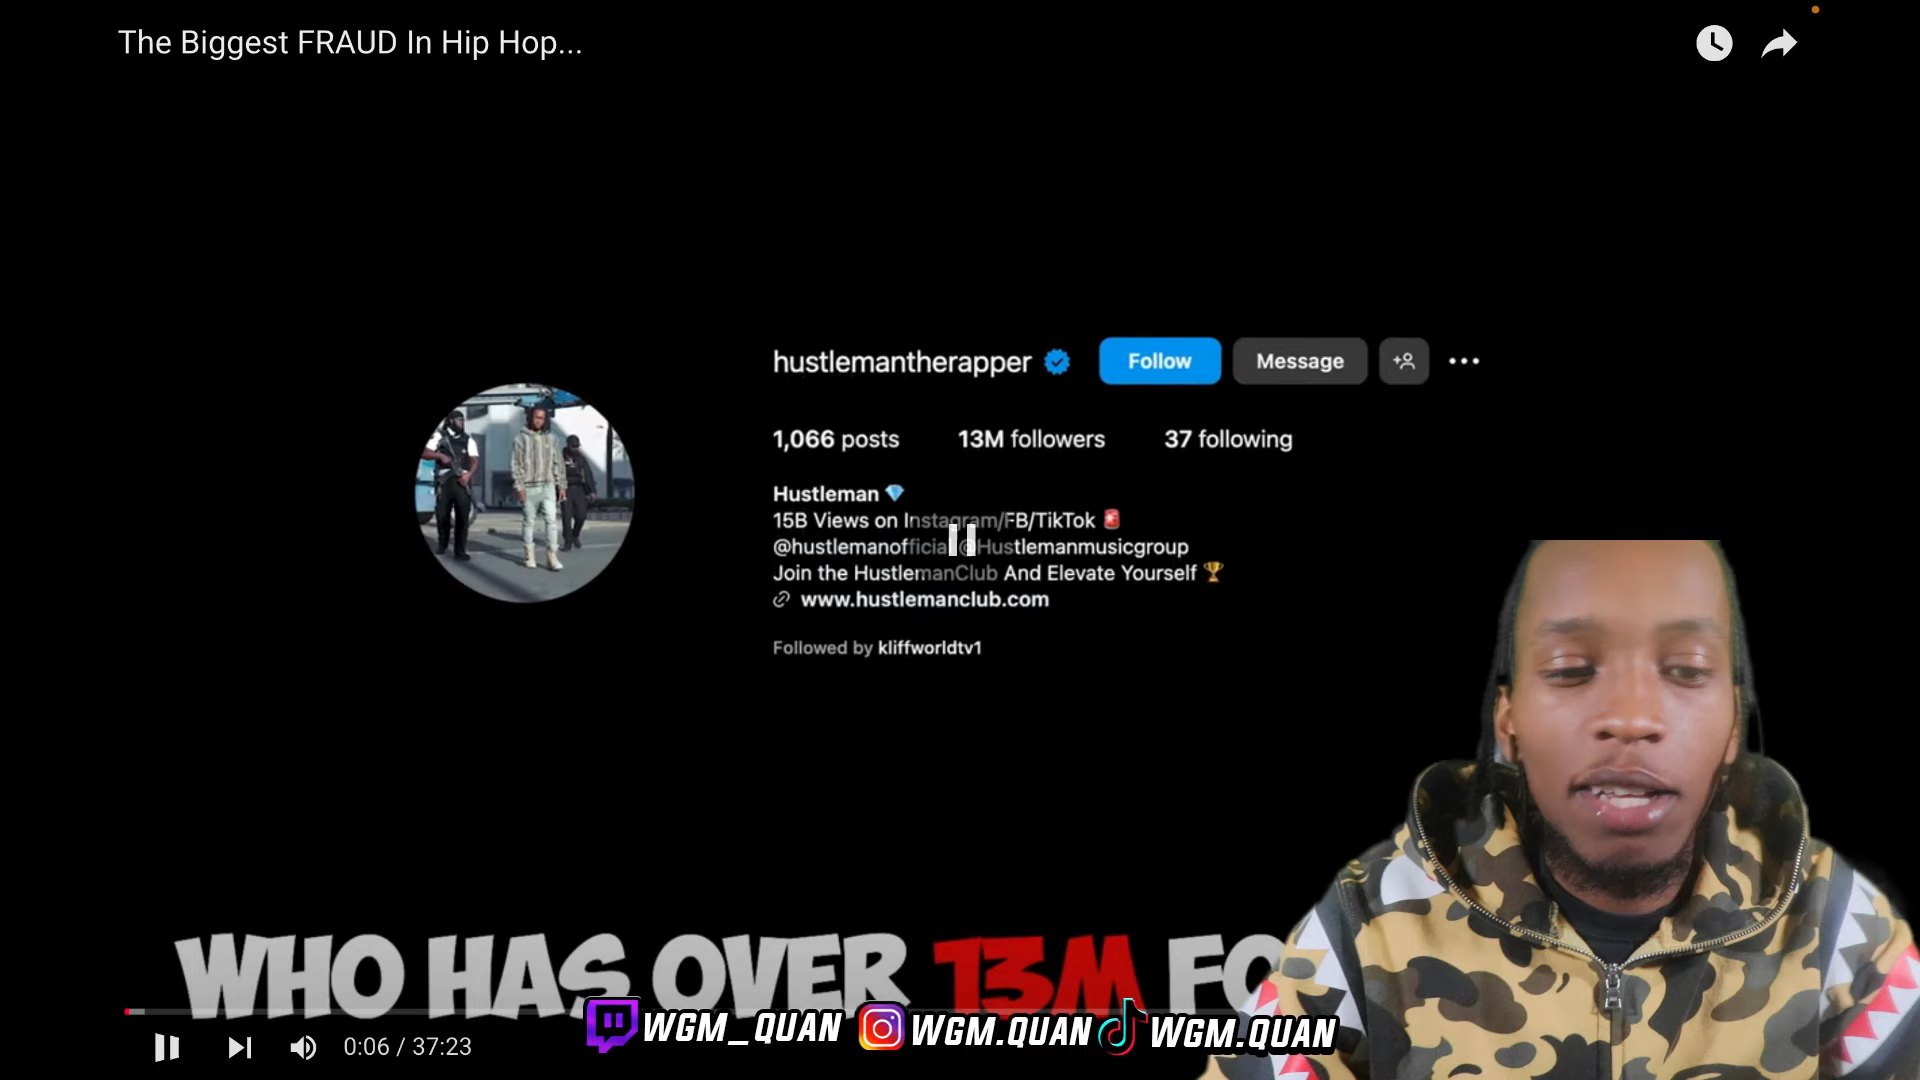 The Biggest FRAUD In Hip Hop...
hustlemantherapper Follow Message
1,066 posts 13M followers 37 following
Hustleman
15B Views on Instagram/FB/TikTok
@hustlemanofficial @Hustlemanmusicgroup
Join the HustlemanClub And Elevate Yourself
www.hustlemanclub.com
Followed by kliffworldtv1
WHO HAS OVER 13M FO
WGM_QUAN WGM.QUAN WGM.QUAN
0:06 / 37:23